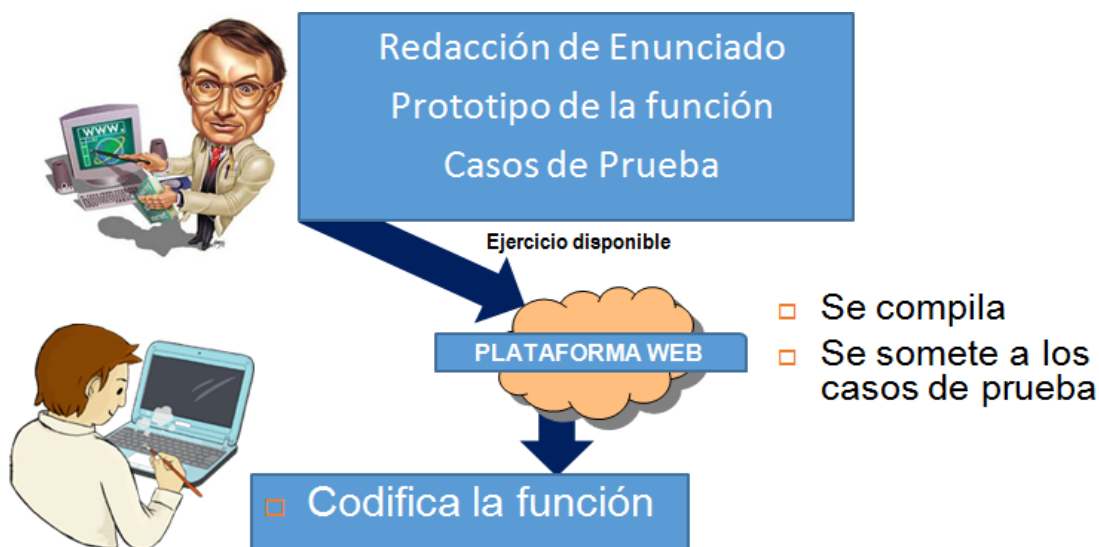 Redacción de Enunciado
Prototipo de la función
Casos de Prueba
WWW.
Ejercicio disponible
PLATAFORMA WEB
Se compila
Se somete a los
casos de prueba
Codifica la función